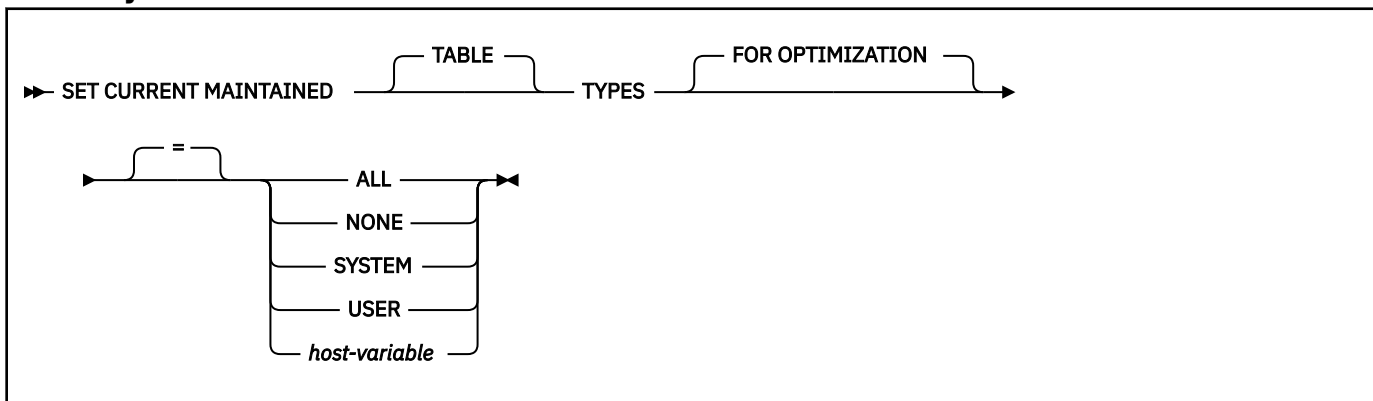 TABLE FOR OPTIMIZATION
SET CURRENT MAINTAINED TYPES
=
ALL
NONE
SYSTEM
USER
host-variable